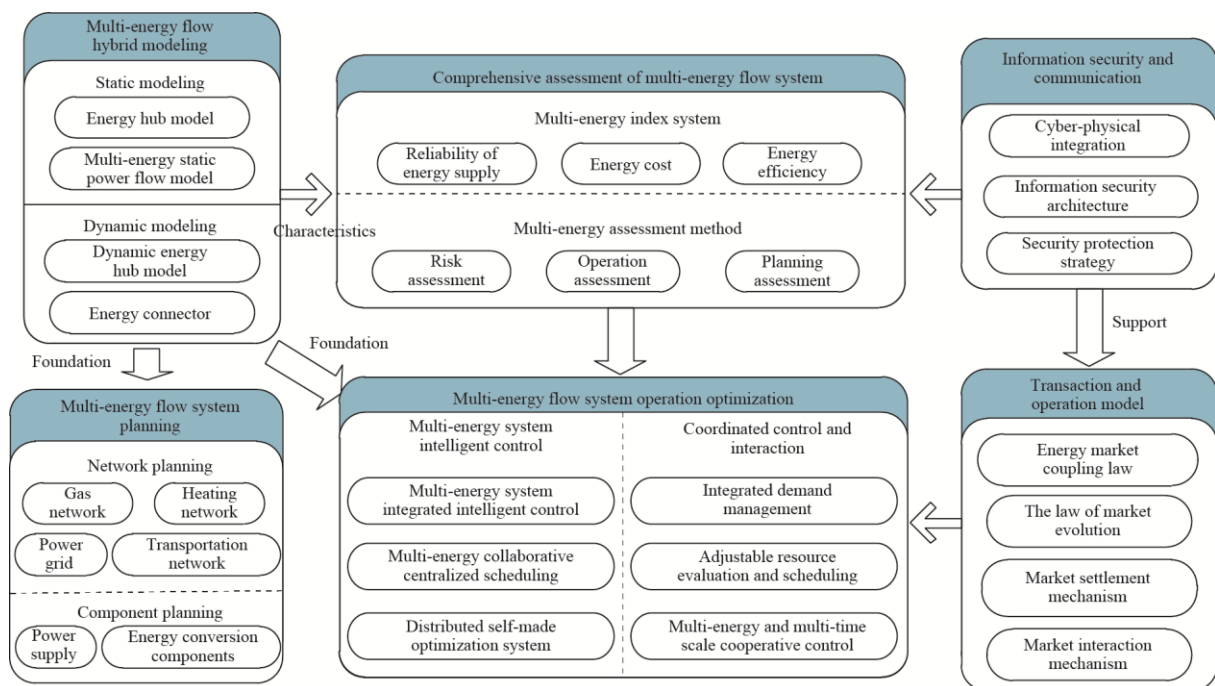 Multi-energy flow
hybrid modeling
Static modeling
Energy hub model
Multi-energy static
power flow model
Dynamic modeling
Dynamic energy
hub model
Energy connector
Characteristics
Foundation
Foundation
Comprehensive assessment of multi-energy flow system
Multi-energy index system
Reliability of
energy supply
Energy cost
Energy
efficiency
Multi-energy assessment method
Risk
assessment
Operation
assessment
Planning
assessment
Information security and
communication
Cyber-physical
integration
Information security
architecture
Security protection
strategy
Support
Multi-energy flow system
planning
Network planning
Gas
network
Heating
network
Power
grid
Transportation
network
Component planning
Power
supply
Energy conversion
components
Multi-energy flow system operation optimization
Multi-energy system
intelligent control
Multi-energy system
integrated intelligent control
Multi-energy collaborative
centralized scheduling
Distributed self-made
optimization system
Coordinated control and
interaction
Integrated demand
management
Adjustable resource
evaluation and scheduling
Multi-energy and multi-time
scale cooperative control
Transaction and
operation model
Energy market
coupling law
The law of market
evolution
Market settlement
mechanism
Market interaction
mechanism